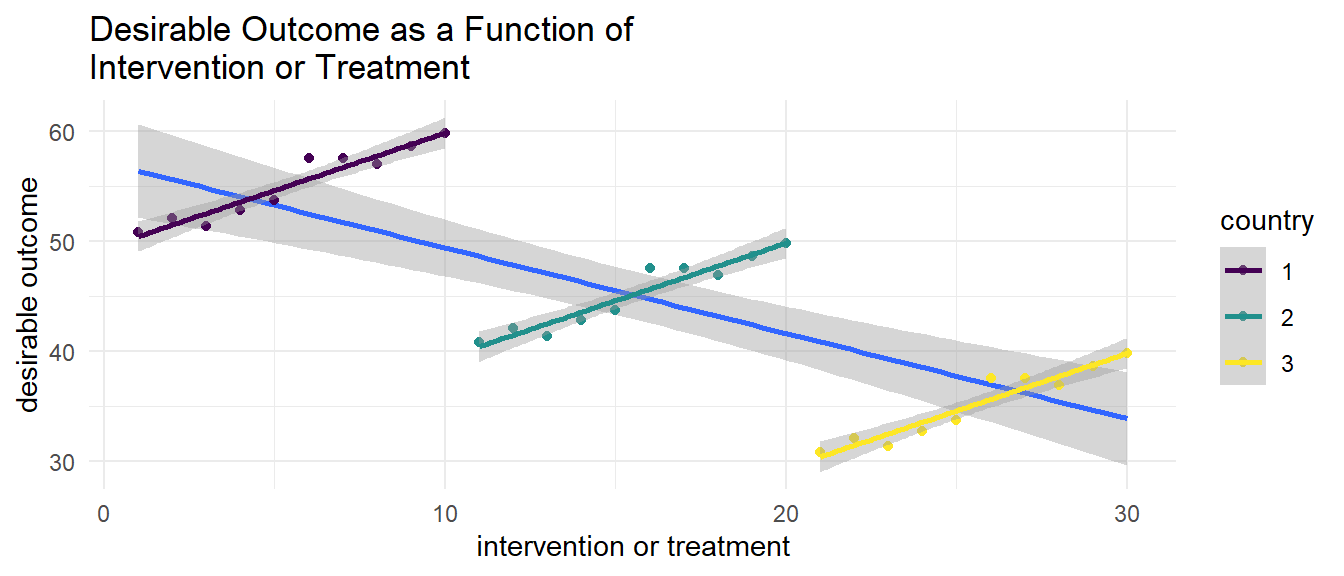 Desirable Outcome as a Function of
Intervention or Treatment
desirable outcome
60
50
40
30
0
10
20
30
intervention or treatment
country
1
2
3